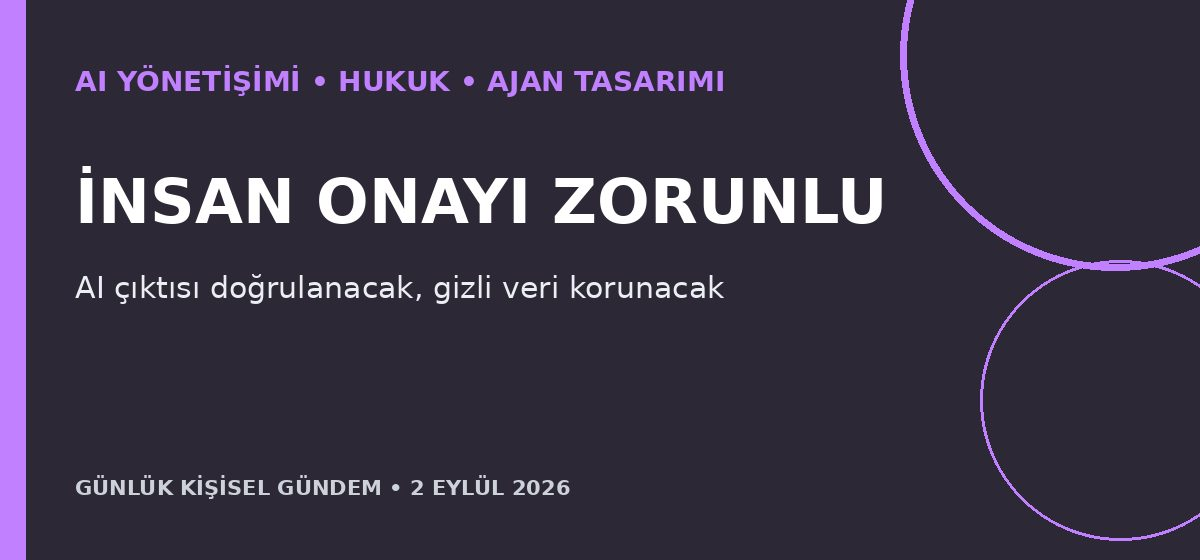 AI YÖNETİŞİMİ • HUKUK • AJAN TASARIMI
İNSAN ONAYI ZORUNLU
AI çıktısı doğrulanacak, gizli veri korunacak
GÜNLÜK KİŞİSEL GÜNDEM • 2 EYLÜL 2026